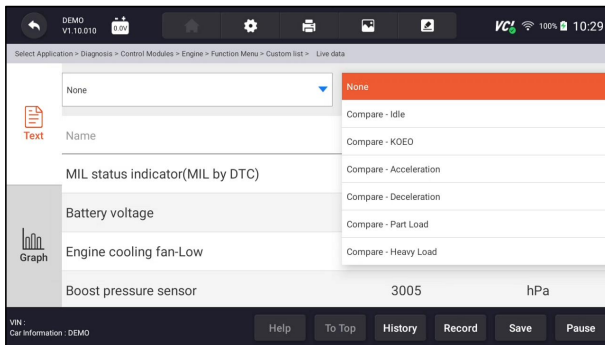 DEMO
V1.10.010
0.0V
VCI
100%
10:29
Select Application > Diagnosis > Control Modules > Engine > Function Menu > Custom list > Live data
None
None
Compare - Idle
Compare - KOEO
Compare - Acceleration
Compare - Deceleration
Compare - Part Load
Compare - Heavy Load
Text
Graph
Name
MIL status indicator(MIL by DTC)
Battery voltage
Engine cooling fan-Low
Boost pressure sensor 3005 hPa
VIN :
Car Information : DEMO
Help To Top History Record Save Pause